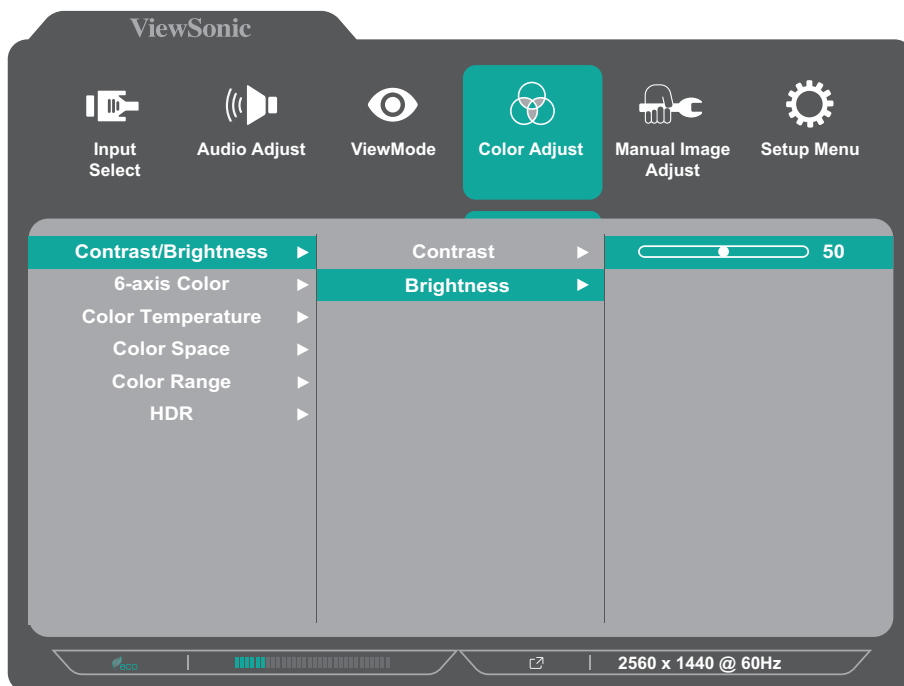 ViewSonic
Input
Select
Audio Adjust
ViewMode
Color Adjust
Manual Image
Adjust
Setup Menu
Contrast/Brightness
6-axis Color
Color Temperature
Color Space
Color Range
HDR
Contrast
Brightness
50
eco
2560 x 1440 @ 60Hz